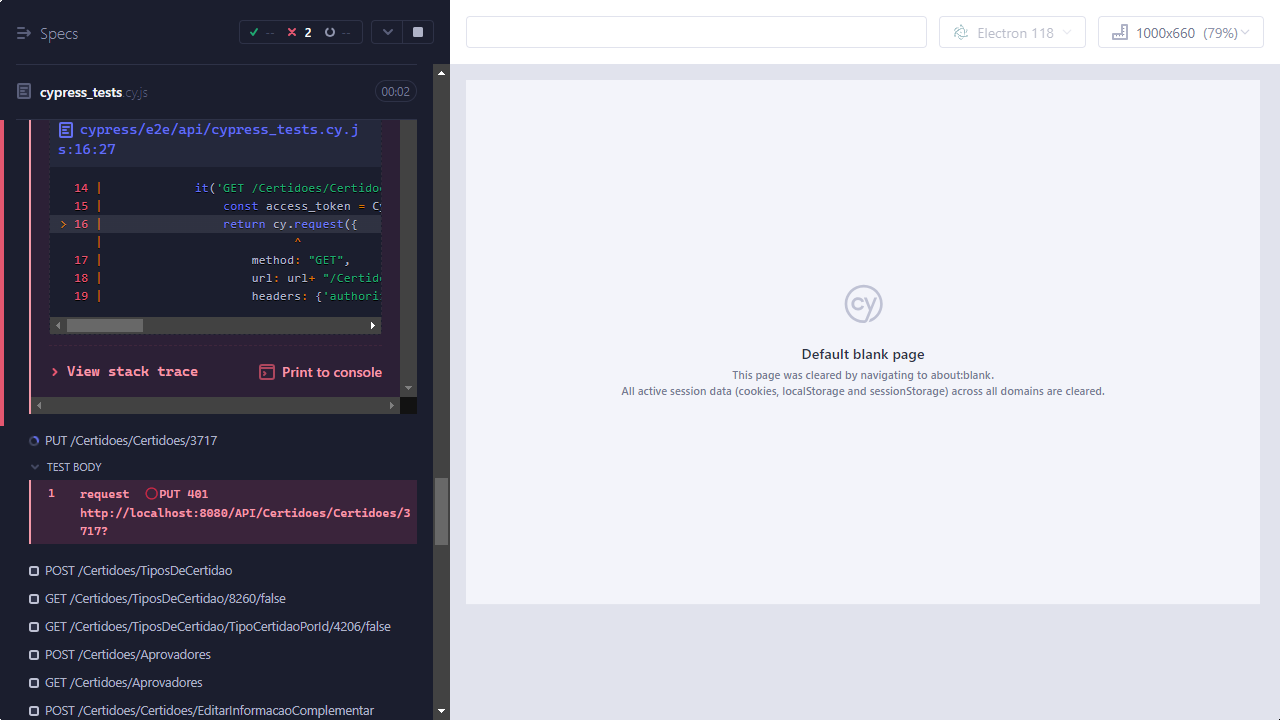 Specs
-- 2 --
Electron 118
1000x660 (79%)
cypress_tests.cy.js
00:02
cypress/e2e/api/cypress_tests.cy.j
s:16:27
14 | it('GET /Certidoes/Certidoe
15 | const access_token = Cy
> 16 | return cy.request({
| ^
17 | method: "GET",
18 | url: url+ "/Certido
19 | headers: {'authori
> View stack trace
Print to console
PUT /Certidoes/Certidoes/3717
TEST BODY
1 request PUT 401
http://localhost:8080/API/Certidoes/Certidoes/3
717?
POST /Certidoes/TiposDeCertidao
GET /Certidoes/TiposDeCertidao/8260/false
GET /Certidoes/TiposDeCertidao/TipoCertidaoPorId/4206/false
POST /Certidoes/Aprovadores
GET /Certidoes/Aprovadores
POST /Certidoes/Certidoes/EditarInformacaoComplementar
cy
Default blank page
This page was cleared by navigating to about:blank.
All active session data (cookies, localStorage and sessionStorage) across all domains are cleared.